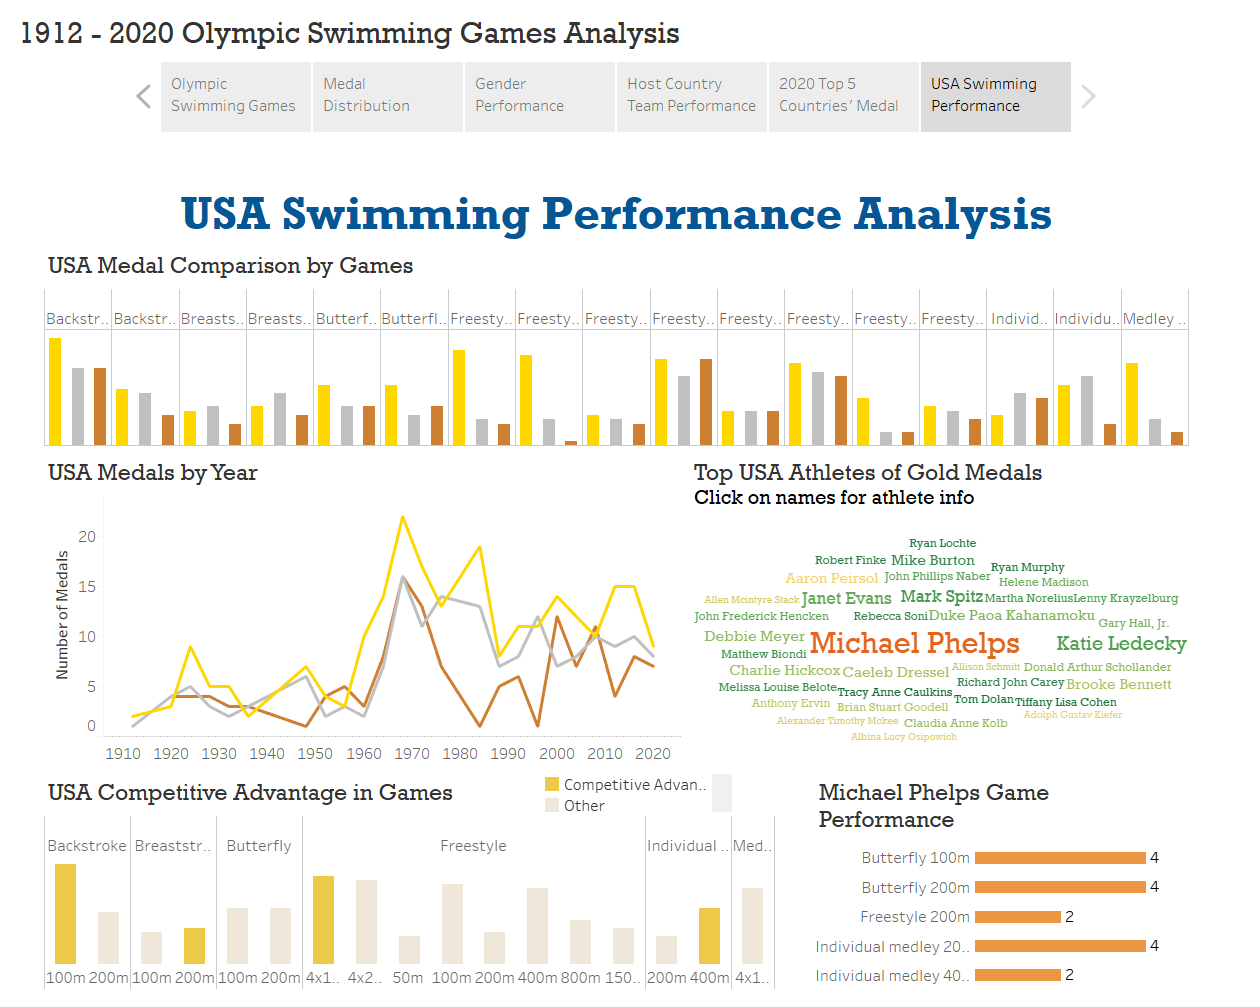 1912 - 2020 Olympic Swimming Games Analysis
Olympic Swimming Games
Medal Distribution
Gender Performance
Host Country Team Performance
2020 Top 5 Countries’ Medal
USA Swimming Performance
USA Swimming Performance Analysis
USA Medal Comparison by Games
Backstr.. Backstr.. Breasts.. Breasts.. Butterf.. Butterfl.. Freesty.. Freesty.. Freesty.. Freesty.. Freesty.. Freesty.. Freesty.. Freesty.. Individ.. Individu.. Medley ..
USA Medals by Year
Number of Medals
20
15
10
5
0
1910 1920 1930 1940 1950 1960 1970 1980 1990 2000 2010 2020
Top USA Athletes of Gold Medals
Click on names for athlete info
Ryan Lochte
Robert Finke Mike Burton Ryan Murphy
Aaron Peirsol John Phillips Naber Helene Madison
Allen Mcintyre Stack Janet Evans Mark Spitz Martha Norelius Lenny Krayzelburg
John Frederick Hencken Rebecca Soni Duke Paoa Kahanamoku Gary Hall, Jr.
Debbie Meyer Michael Phelps Katie Ledecky
Matthew Biondi
Charlie Hickcox Caeleb Dressel Allison Schmitt Donald Arthur Schollander
Melissa Louise Belote Tracy Anne Caulkins Richard John Carey Brooke Bennett
Anthony Ervin Brian Stuart Goodell Tom Dolan Tiffany Lisa Cohen
Alexander Timothy Mckee Claudia Anne Kolb Adolph Gustav Kiefer
Albina Lucy Osipowich
USA Competitive Advantage in Games
Competitive Advan..
Other
Backstroke Breaststr.. Butterfly Freestyle Individual .. Med..
100m 200m 100m 200m 100m 200m 4x1.. 4x2.. 50m 100m 200m 400m 800m 150.. 200m 400m 4x1..
Michael Phelps Game
Performance
Butterfly 100m 4
Butterfly 200m 4
Freestyle 200m 2
Individual medley 20.. 4
Individual medley 40.. 2